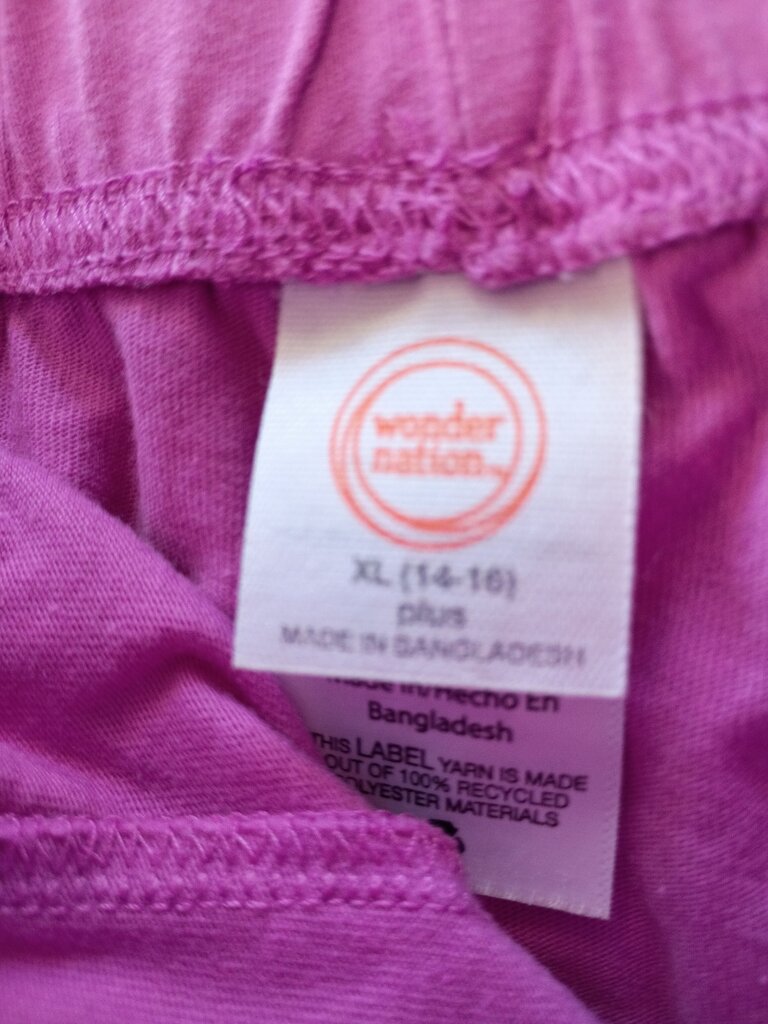 wonder
nation™
XL (14-16)
plus
MADE IN BANGLADESH
Made in/Hecho En
Bangladesh
THIS LABEL YARN IS MADE
OUT OF 100% RECYCLED
POLYESTER MATERIALS